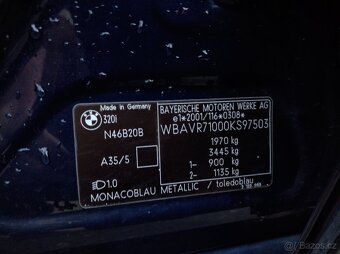 Made in Germany
BMW
320i
N46B20B
A35/5
1.0
BAYERISCHE MOTOREN WERKE AG
e1*2001/116*0308*
WBAVR71000KS97503
1970 kg
3445 kg
1- 900 kg
2- 1135 kg
MONACOBLAU METALLIC / toledoblau
Bazos.cz